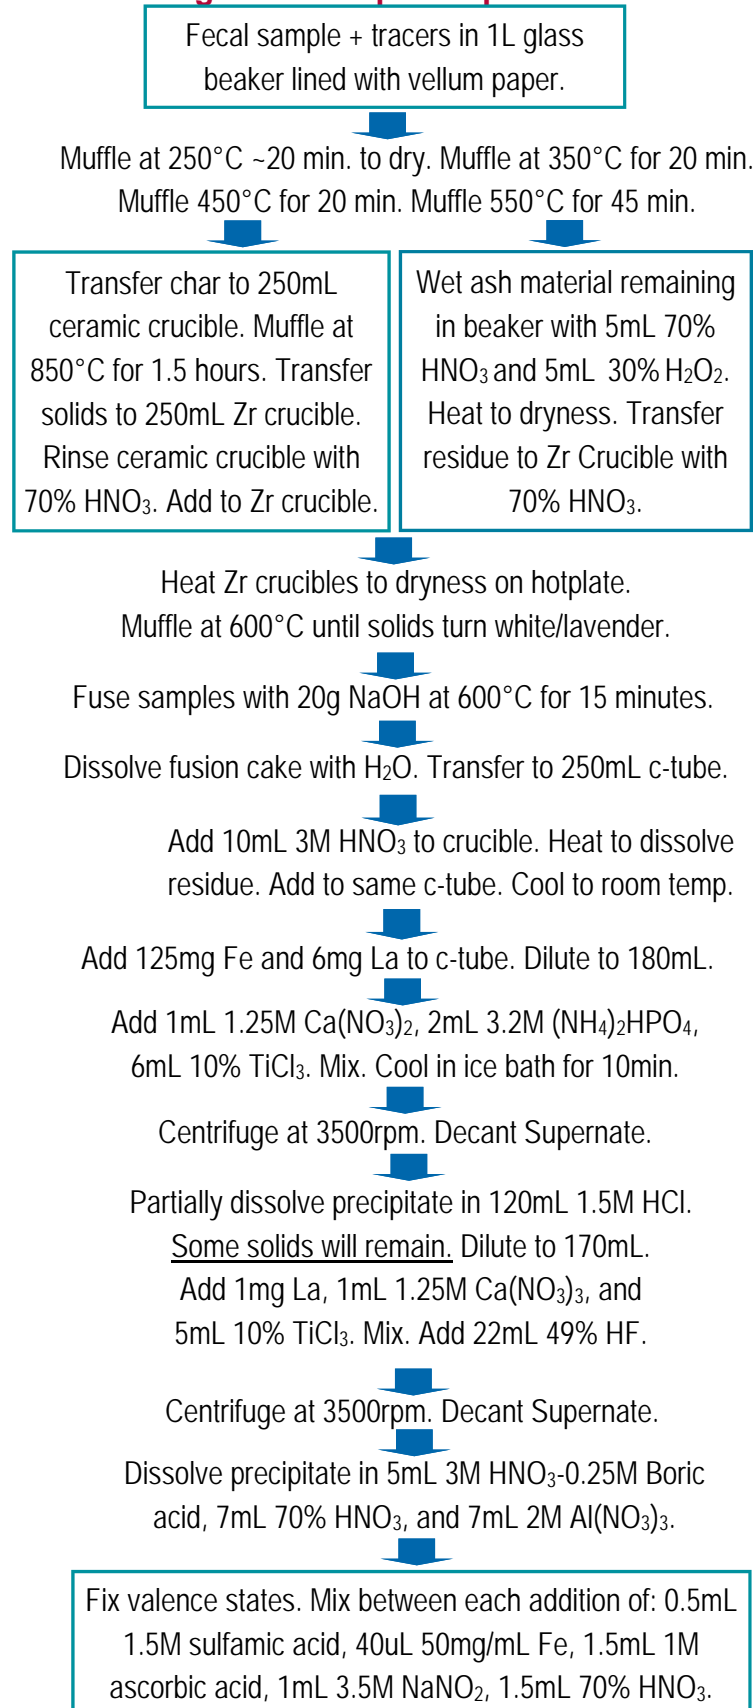 Fecal sample + tracers in 1L glass
beaker lined with vellum paper.
Muffle at 250°C ~20 min. to dry. Muffle at 350°C for 20 min.
Muffle 450°C for 20 min. Muffle 550°C for 45 min.
Transfer char to 250mL
ceramic crucible. Muffle at
850°C for 1.5 hours. Transfer
solids to 250mL Zr crucible.
Rinse ceramic crucible with
70% HNO₃. Add to Zr crucible.
Wet ash material remaining
in beaker with 5mL 70%
HNO₃ and 5mL 30% H₂O₂.
Heat to dryness. Transfer
residue to Zr Crucible with
70% HNO₃.
Heat Zr crucibles to dryness on hotplate.
Muffle at 600°C until solids turn white/lavender.
Fuse samples with 20g NaOH at 600°C for 15 minutes.
Dissolve fusion cake with H₂O. Transfer to 250mL c-tube.
Add 10mL 3M HNO₃ to crucible. Heat to dissolve
residue. Add to same c-tube. Cool to room temp.
Add 125mg Fe and 6mg La to c-tube. Dilute to 180mL.
Add 1mL 1.25M Ca(NO₃)₂, 2mL 3.2M (NH₄)₂HPO₄,
6mL 10% TiCl₃. Mix. Cool in ice bath for 10min.
Centrifuge at 3500rpm. Decant Supernate.
Partially dissolve precipitate in 120mL 1.5M HCl.
Some solids will remain. Dilute to 170mL.
Add 1mg La, 1mL 1.25M Ca(NO₃)₃, and
5mL 10% TiCl₃. Mix. Add 22mL 49% HF.
Centrifuge at 3500rpm. Decant Supernate.
Dissolve precipitate in 5mL 3M HNO₃-0.25M Boric
acid, 7mL 70% HNO₃, and 7mL 2M Al(NO₃)₃.
Fix valence states. Mix between each addition of: 0.5mL
1.5M sulfamic acid, 40uL 50mg/mL Fe, 1.5mL 1M
ascorbic acid, 1mL 3.5M NaNO₂, 1.5mL 70% HNO₃.